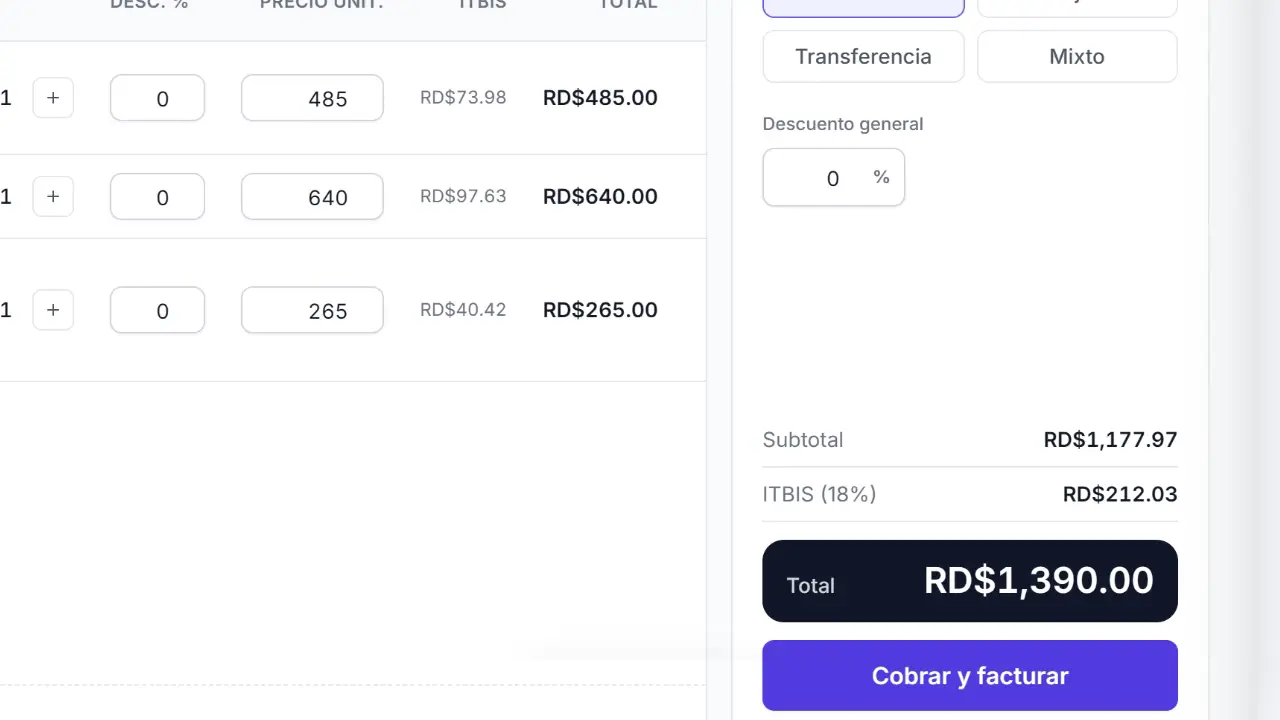 DESC. % PRECIO UNIT. ITBIS TOTAL
1 + 0 485 RD$73.98 RD$485.00
1 + 0 640 RD$97.63 RD$640.00
1 + 0 265 RD$40.42 RD$265.00
Transferencia Mixto
Descuento general
0 %
Subtotal RD$1,177.97
ITBIS (18%) RD$212.03
Total RD$1,390.00
Cobrar y facturar